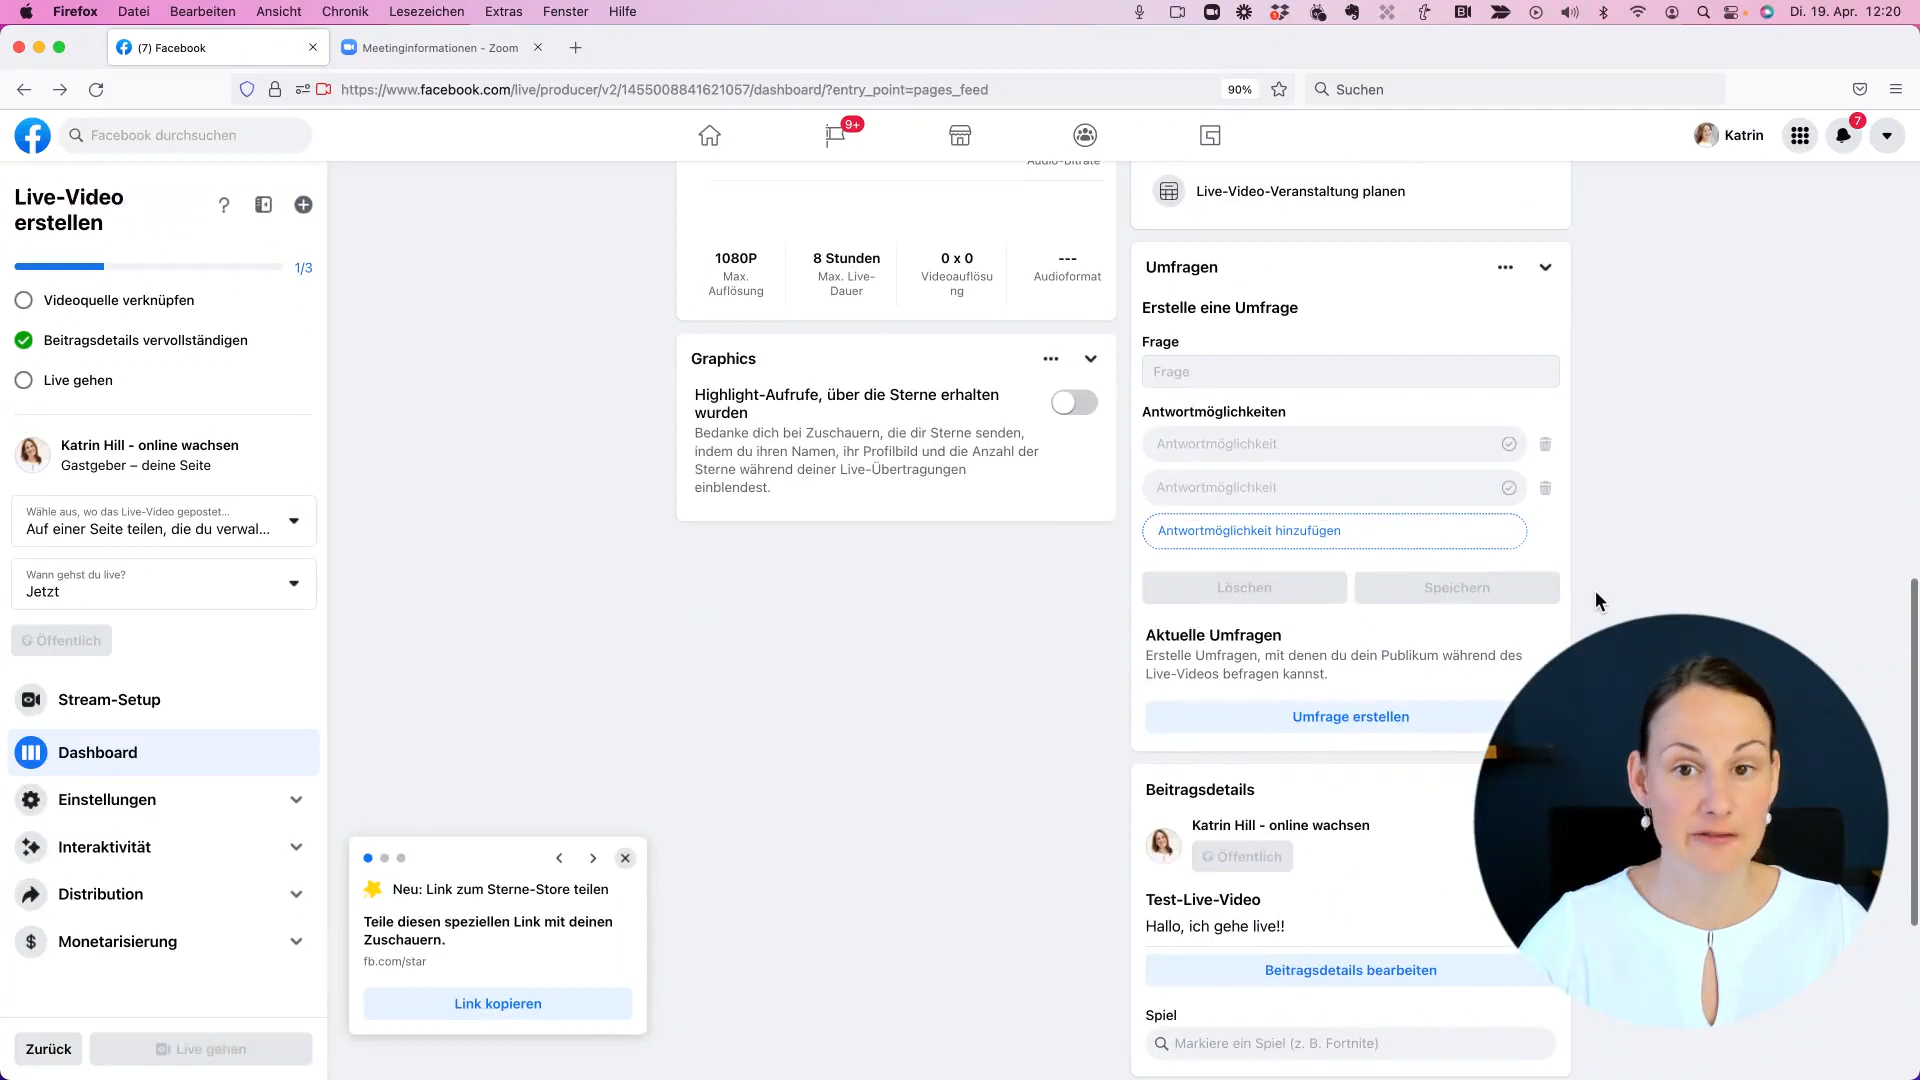 Firefox Datei Bearbeiten Ansicht Chronik Lesezeichen Extras Fenster Hilfe
Di. 19. Apr. 12:20
(7) Facebook
Meetinginformationen - Zoom
https://www.facebook.com/live/producer/v2/1455008841621057/dashboard/?entry_point=pages_feed
90%
Suchen
Facebook durchsuchen
9+
Katrin
7
Live-Video
erstellen
1/3
Videoquelle verknüpfen
Beitragsdetails vervollständigen
Live gehen
Katrin Hill - online wachsen
Gastgeber – deine Seite
Wähle aus, wo das Live-Video gepostet...
Auf einer Seite teilen, die du verwal...
Wann gehst du live?
Jetzt
Öffentlich
Stream-Setup
Dashboard
Einstellungen
Interaktivität
Distribution
Monetarisierung
Zurück
Live gehen
Neu: Link zum Sterne-Store teilen
Teile diesen speziellen Link mit deinen
Zuschauern.
fb.com/star
Link kopieren
Audio-Bitrate
1080P
Max.
Auflösung
8 Stunden
Max. Live-
Dauer
0 x 0
Videoauflösu
ng
---
Audioformat
Graphics
Highlight-Aufrufe, über die Sterne erhalten
wurden
Bedanke dich bei Zuschauern, die dir Sterne senden,
indem du ihren Namen, ihr Profilbild und die Anzahl der
Sterne während deiner Live-Übertragungen
einblendest.
Live-Video-Veranstaltung planen
Umfragen
Erstelle eine Umfrage
Frage
Frage
Antwortmöglichkeiten
Antwortmöglichkeit
Antwortmöglichkeit
Antwortmöglichkeit hinzufügen
Löschen
Speichern
Aktuelle Umfragen
Erstelle Umfragen, mit denen du dein Publikum während des
Live-Videos befragen kannst.
Umfrage erstellen
Beitragsdetails
Katrin Hill - online wachsen
Öffentlich
Test-Live-Video
Hallo, ich gehe live!!
Beitragsdetails bearbeiten
Spiel
Markiere ein Spiel (z. B. Fortnite)